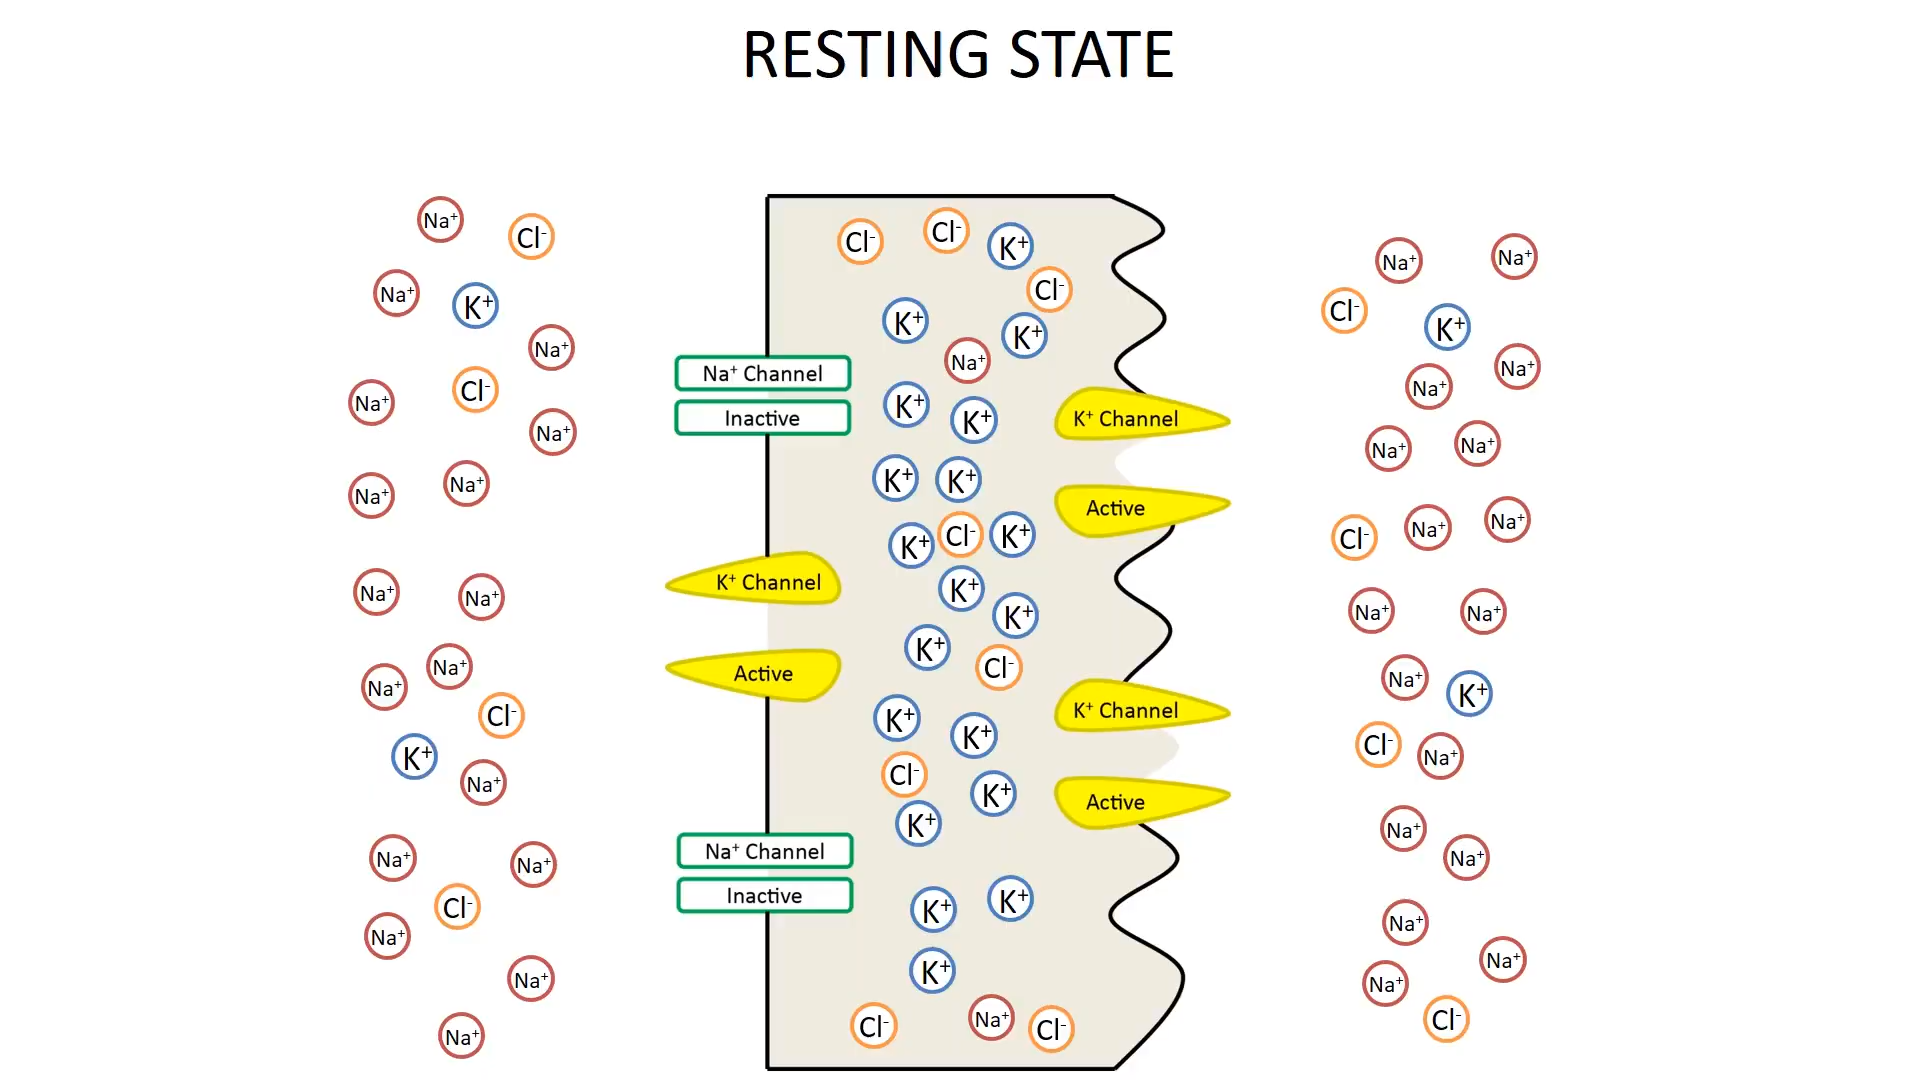 RESTING STATE
Na⁺
Cl⁻
Na⁺
K⁺
Na⁺
Cl⁻
Na⁺
Na⁺
Na⁺
Na⁺
Na⁺
Na⁺
Na⁺
Na⁺
Cl⁻
K⁺
Na⁺
Na⁺
Na⁺
Cl⁻
Na⁺
Na⁺
Na⁺
Na⁺ Channel
Inactive
K⁺ Channel
Active
Na⁺ Channel
Inactive
Cl⁻
Cl⁻
K⁺
Cl⁻
K⁺
K⁺
Na⁺
K⁺
K⁺
K⁺
K⁺
K⁺
Cl⁻
K⁺
K⁺
K⁺
K⁺
Cl⁻
K⁺
K⁺
Cl⁻
K⁺
K⁺
K⁺
K⁺
K⁺
Cl⁻
Na⁺
Cl⁻
K⁺ Channel
Active
K⁺ Channel
Active
Na⁺
Na⁺
Cl⁻
K⁺
Na⁺
Na⁺
Na⁺
Na⁺
Cl⁻
Na⁺
Na⁺
Na⁺
Na⁺
Na⁺
K⁺
Cl⁻
Na⁺
Na⁺
Na⁺
Na⁺
Na⁺
Na⁺
Cl⁻